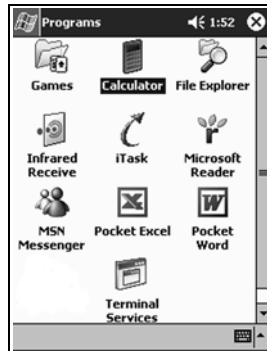 Programs 1:52
Games Calculator File Explorer
Infrared Receive iTask Microsoft Reader
MSN Messenger Pocket Excel Pocket Word
Terminal Services